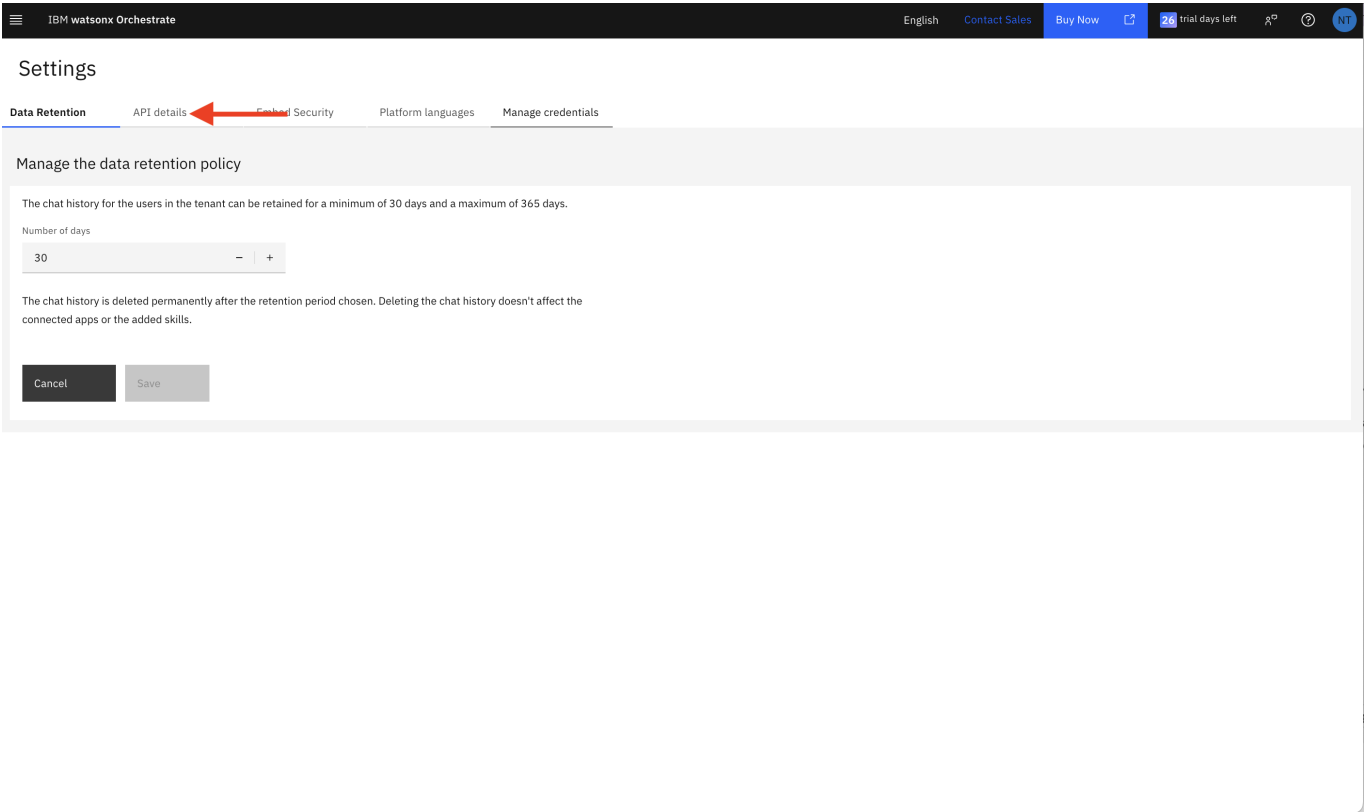 IBM watsonx Orchestrate English Contact Sales Buy Now 26 trial days left NT
Settings
Data Retention API details Embed Security Platform languages Manage credentials
Manage the data retention policy
The chat history for the users in the tenant can be retained for a minimum of 30 days and a maximum of 365 days.
Number of days
30
The chat history is deleted permanently after the retention period chosen. Deleting the chat history doesn't affect the
connected apps or the added skills.
Cancel Save